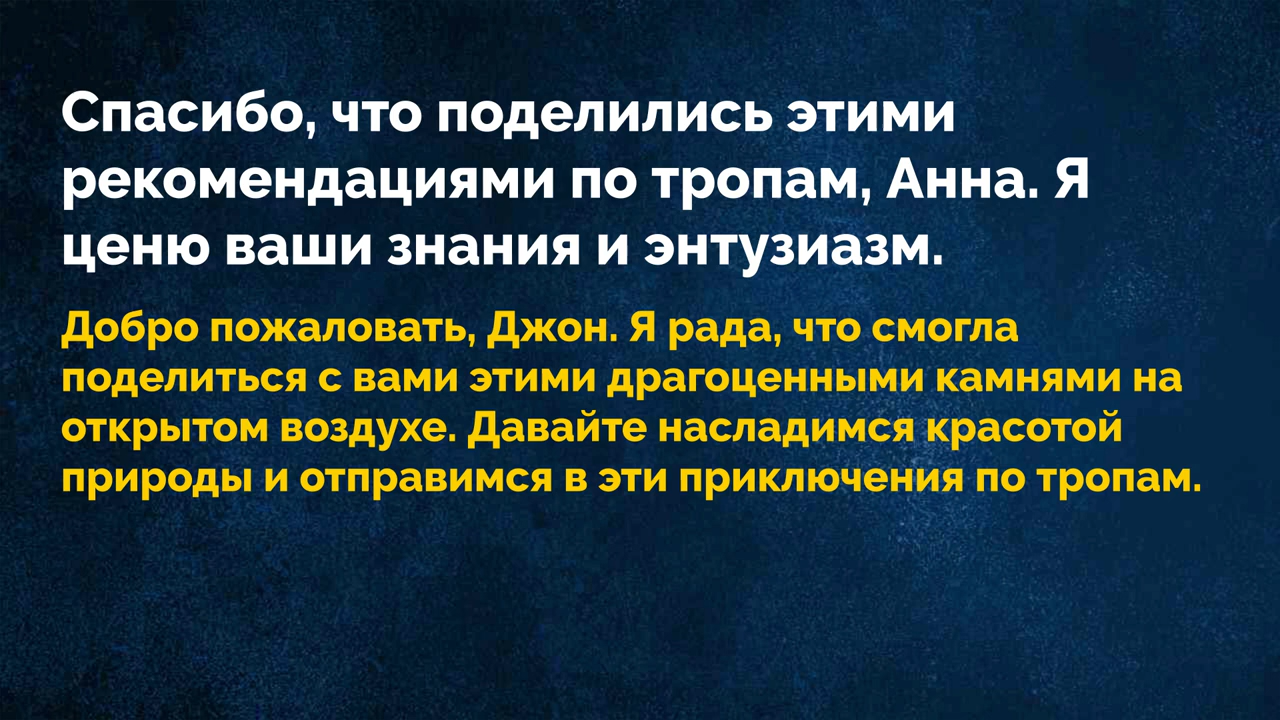 Спасибо, что поделились этими
рекомендациями по тропам, Анна. Я
ценю ваши знания и энтузиазм.
Добро пожаловать, Джон. Я рада, что смогла
поделиться с вами этими драгоценными камнями на
открытом воздухе. Давайте насладимся красотой
природы и отправимся в эти приключения по тропам.